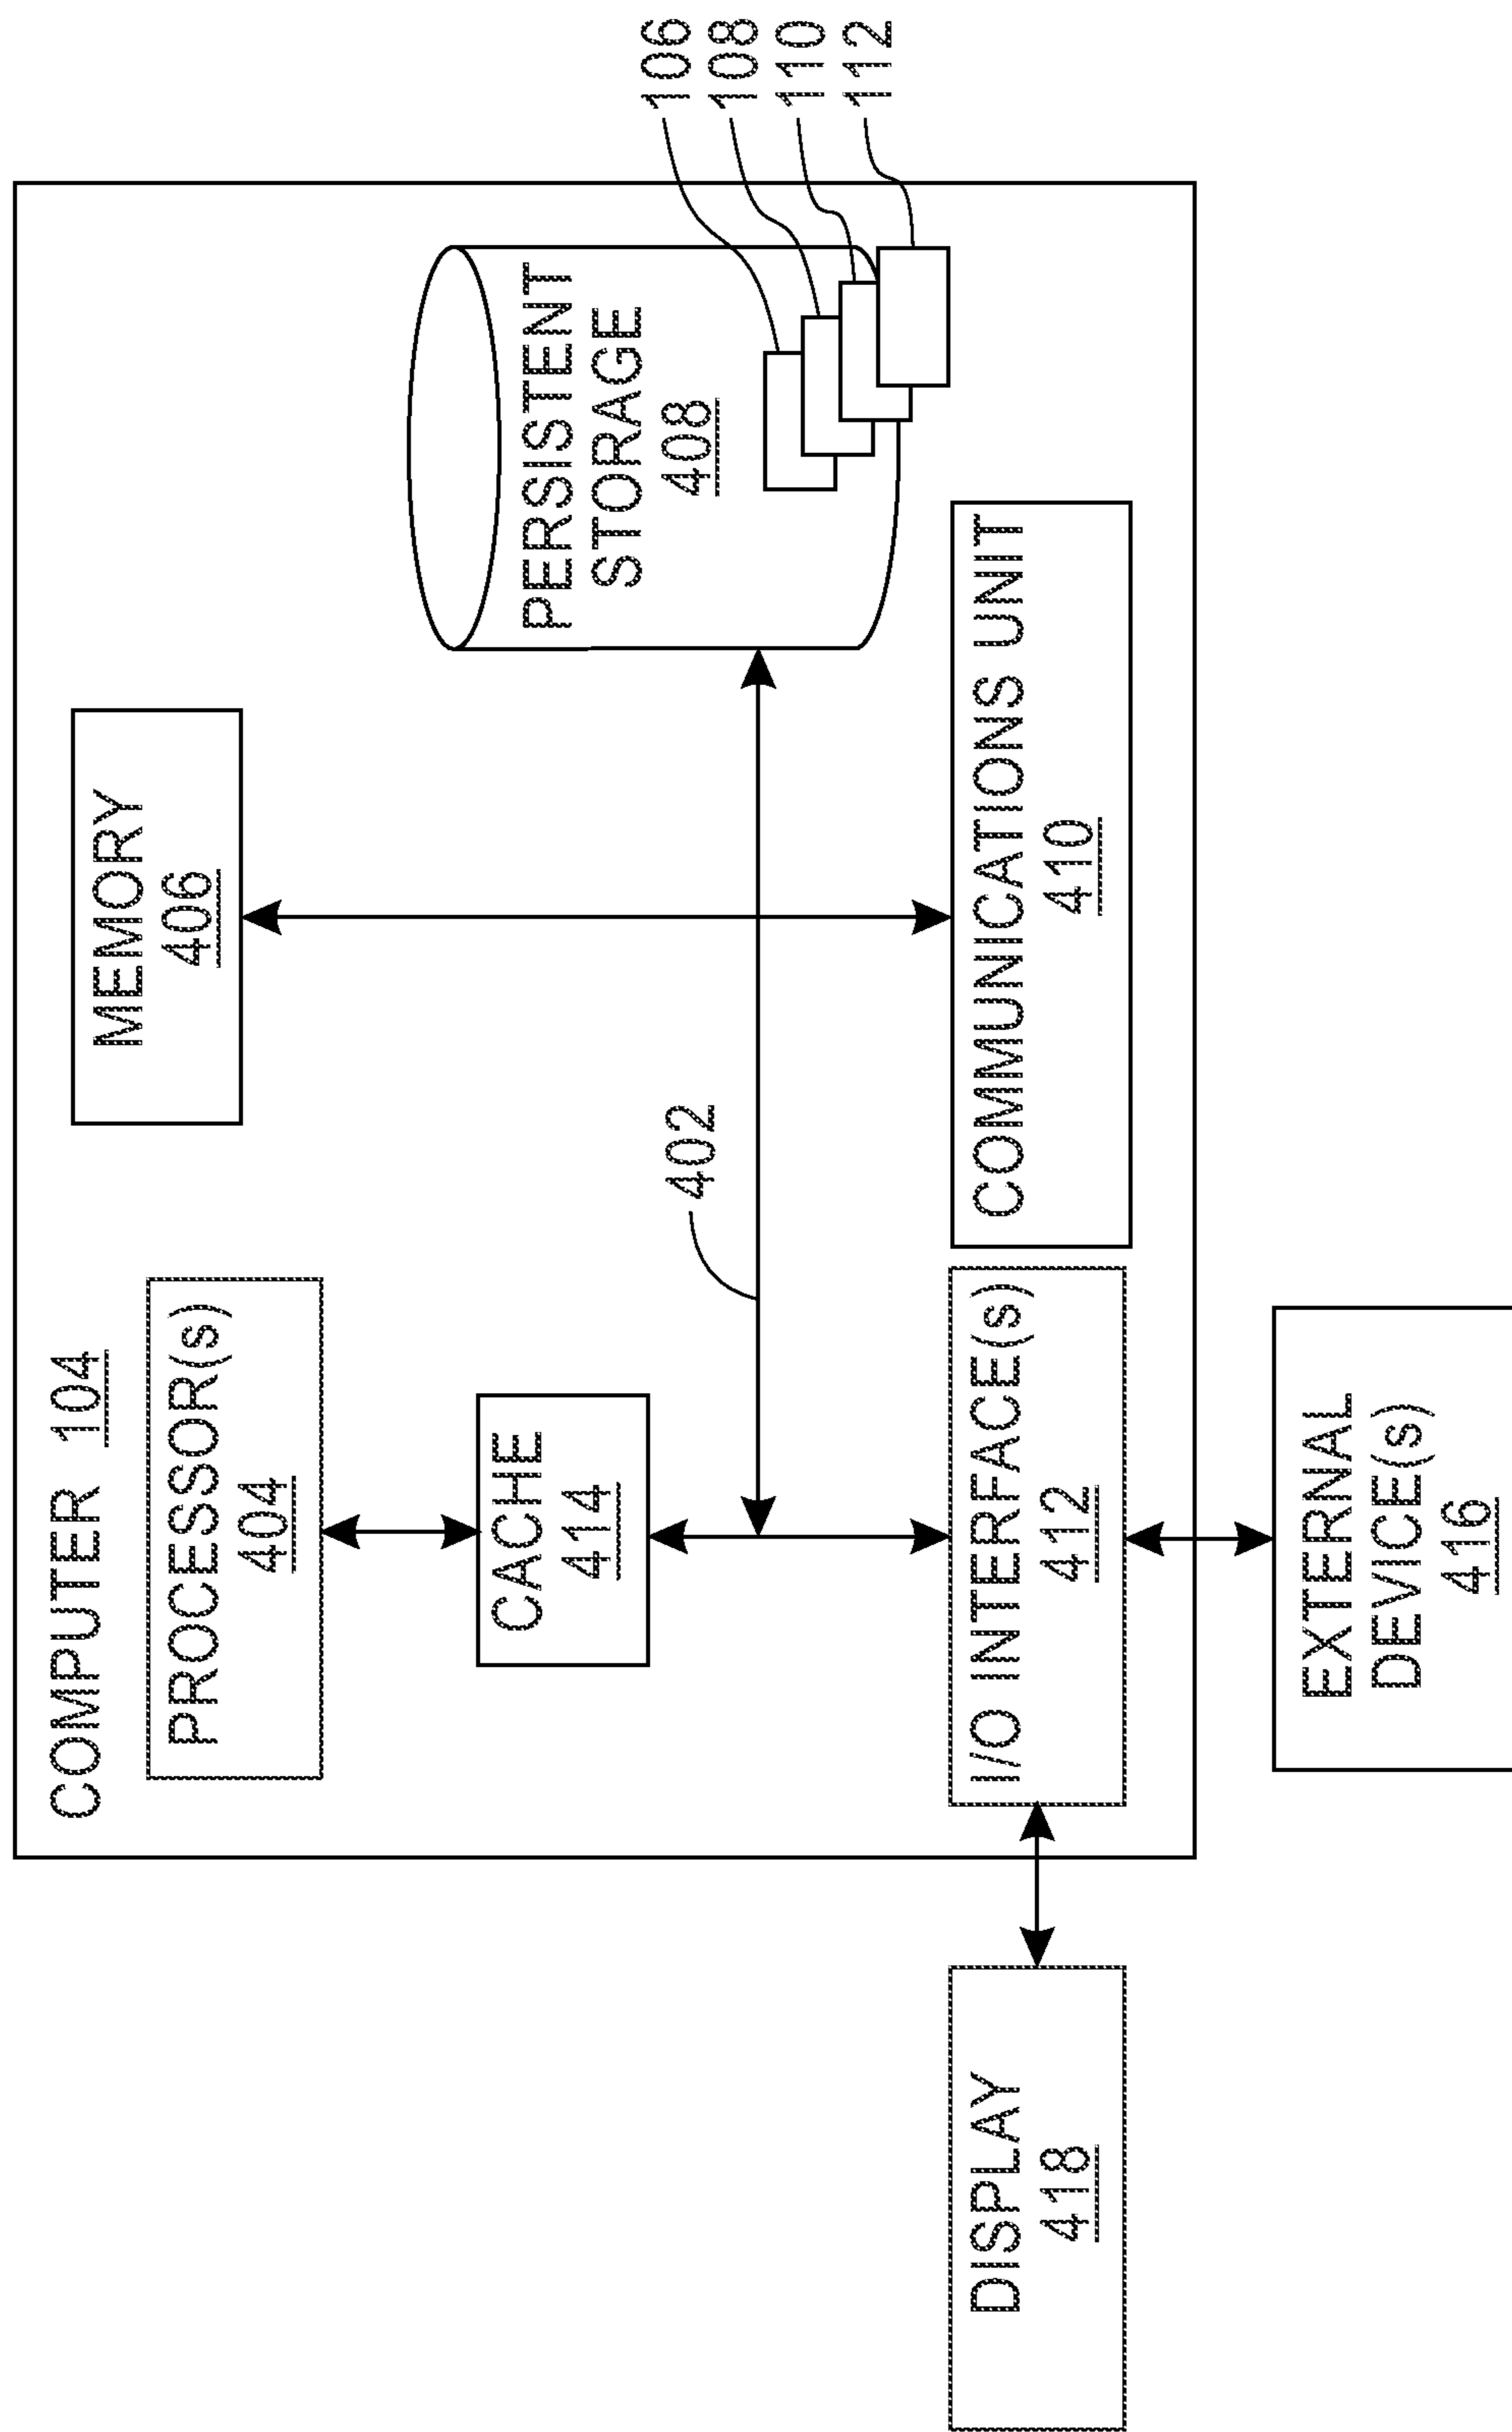 COMPUTER 104
PROCESSOR(s)
404
MEMORY
406
CACHE
414
402
PERSISTENT
STORAGE
408
106
108
110
112
DISPLAY
418
I/O INTERFACE(s)
412
COMMUNICATIONS UNIT
410
EXTERNAL
DEVICE(s)
416